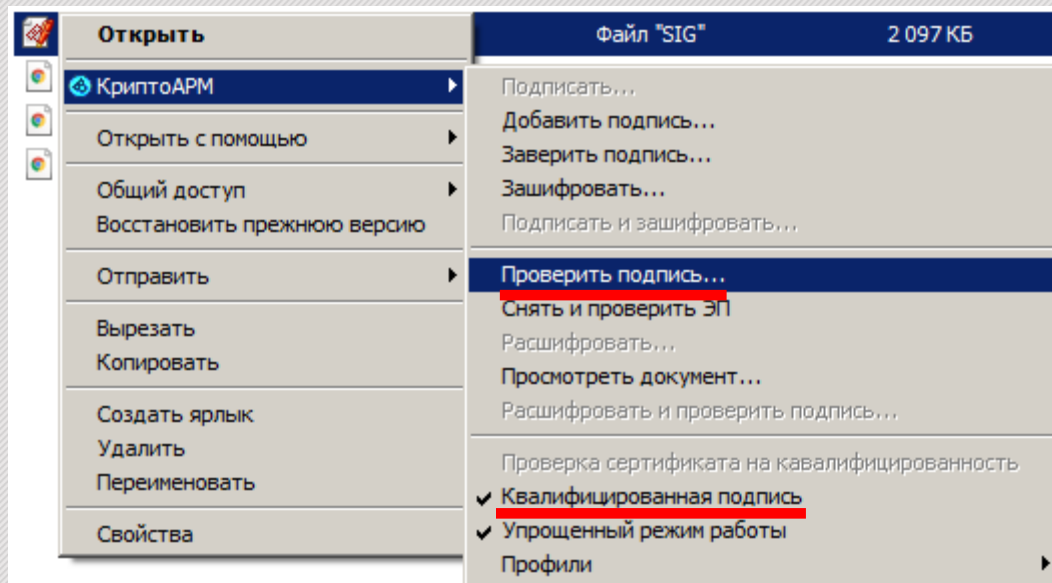 Файл "SIG" 2 097 КБ
Открыть
КриптоАРМ
Открыть с помощью
Общий доступ
Восстановить прежнюю версию
Отправить
Вырезать
Копировать
Создать ярлык
Удалить
Переименовать
Свойства
Подписать...
Добавить подпись...
Заверить подпись...
Зашифровать...
Подписать и зашифровать...
Проверить подпись...
Снять и проверить ЭП
Расшифровать...
Просмотреть документ...
Расшифровать и проверить подпись...
Проверка сертификата на кавалифицированность
Квалифицированная подпись
Упрощенный режим работы
Профили